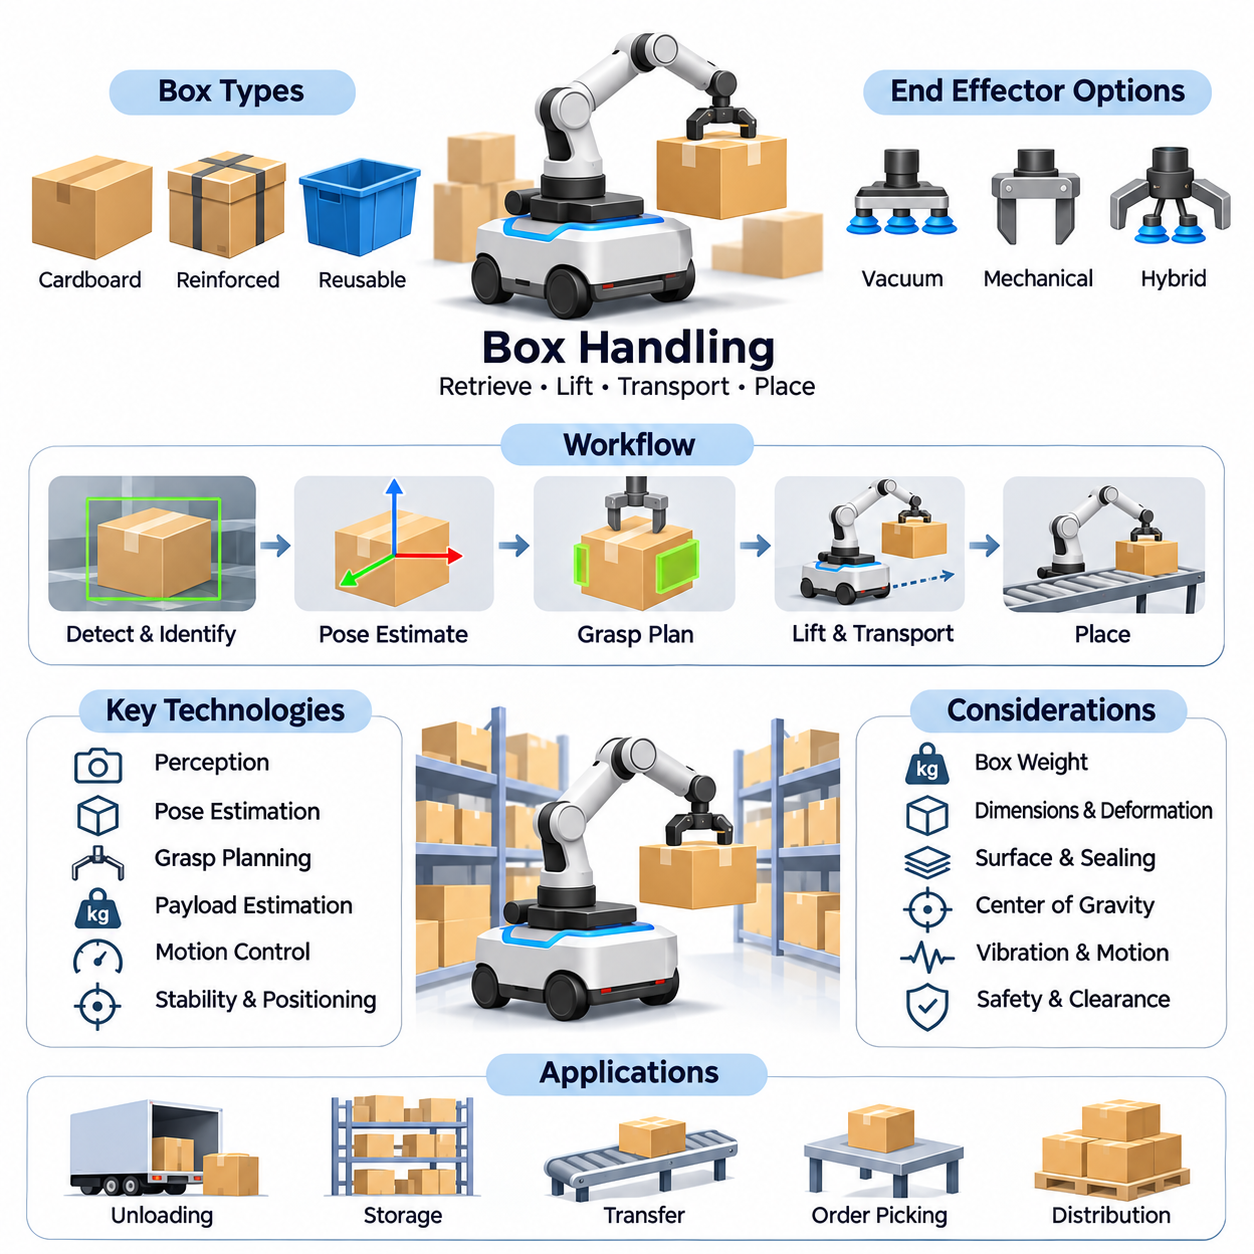 Box Types
End Effector Options
Cardboard
Reinforced
Reusable
Vacuum
Mechanical
Hybrid
Box Handling
Retrieve • Lift • Transport • Place
Workflow
Detect & Identify
Pose Estimate
Grasp Plan
Lift & Transport
Place
Key Technologies
Perception
Pose Estimation
Grasp Planning
kg
Payload Estimation
Motion Control
Stability & Positioning
Considerations
kg
Box Weight
Dimensions & Deformation
Surface & Sealing
Center of Gravity
Vibration & Motion
Safety & Clearance
Applications
Unloading
Storage
Transfer
Order Picking
Distribution